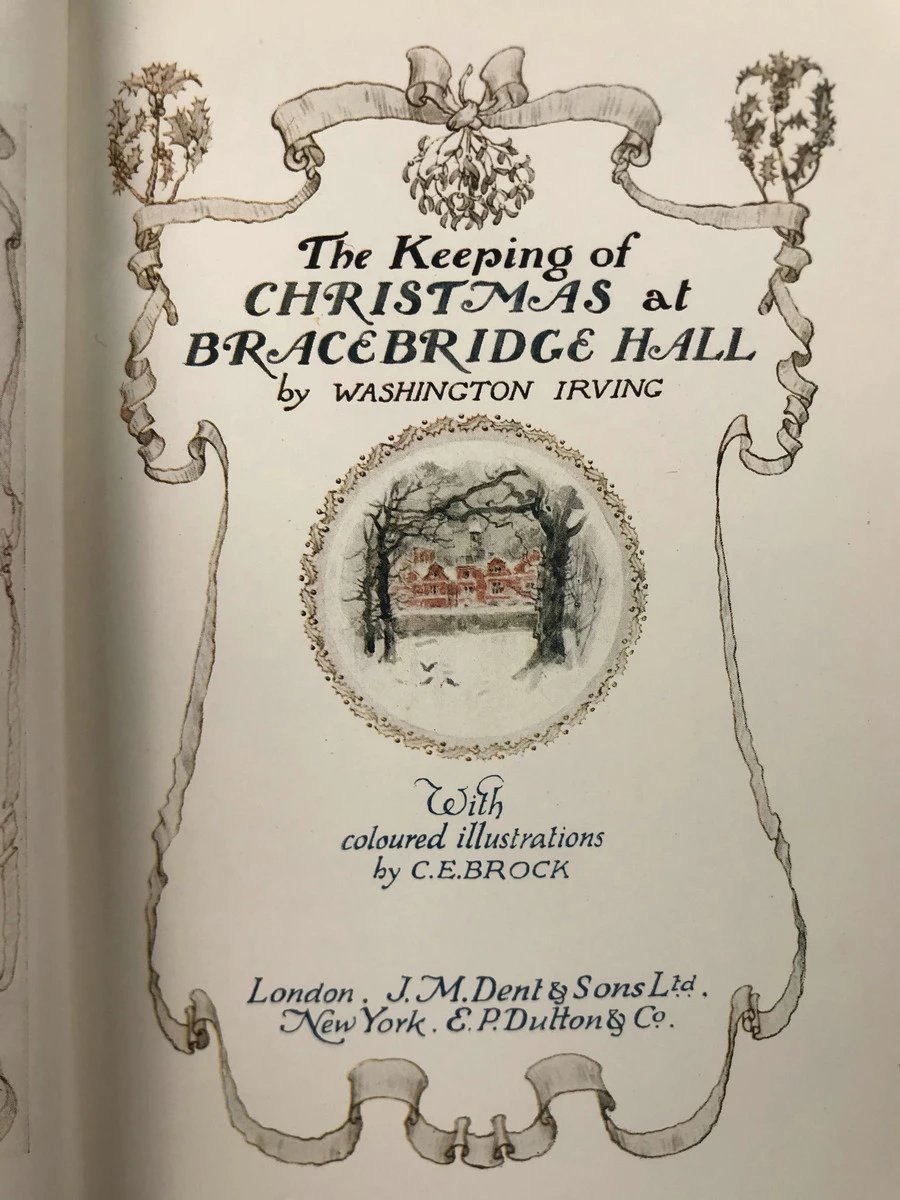 The Keeping of
CHRISTMAS at
BRACEBRIDGE HALL
by WASHINGTON IRVING
With
coloured illustrations
by C.E.BROCK
London. J.M.Dent & Sons Ltd.
New York. E.P.Dutton & Co.